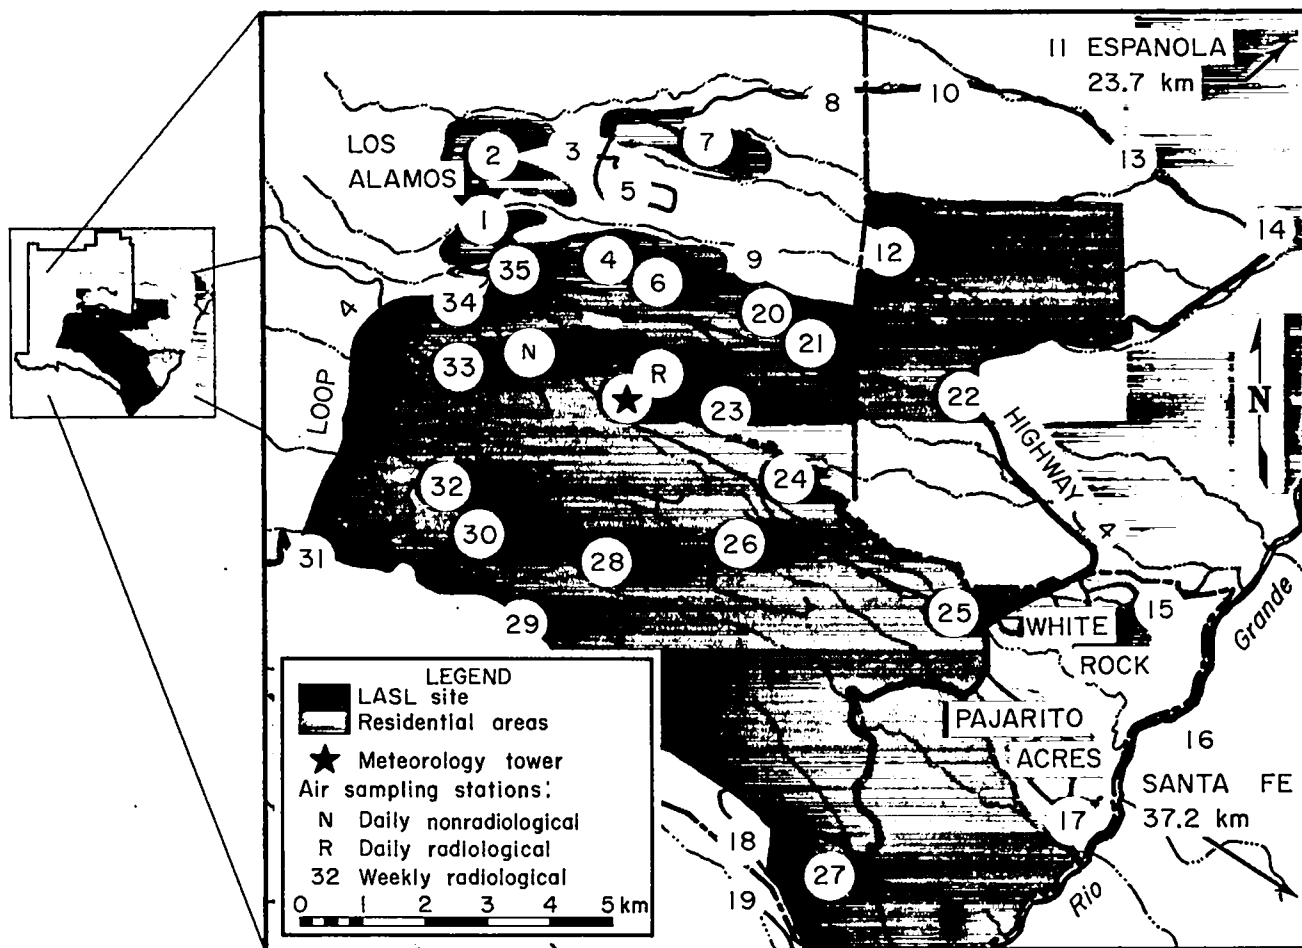 11 ESPANOLA
23.7 km
8
10
LOS
ALAMOS
2
3
7
5
13
1
14
35
4
6
9
12
34
4
20
21
N
33
R
22
23
N
LOOP
HIGHWAY
4
32
24
30
26
31
28
29
25
15
WHITE
ROCK
Grande
PAJARITO
ACRES
16
SANTA FE
37.2 km
17
18
27
19
Rio
LEGEND
LASL site
Residential areas
Meteorology tower
Air sampling stations:
N Daily nonradiological
R Daily radiological
32 Weekly radiological
0 1 2 3 4 5 km